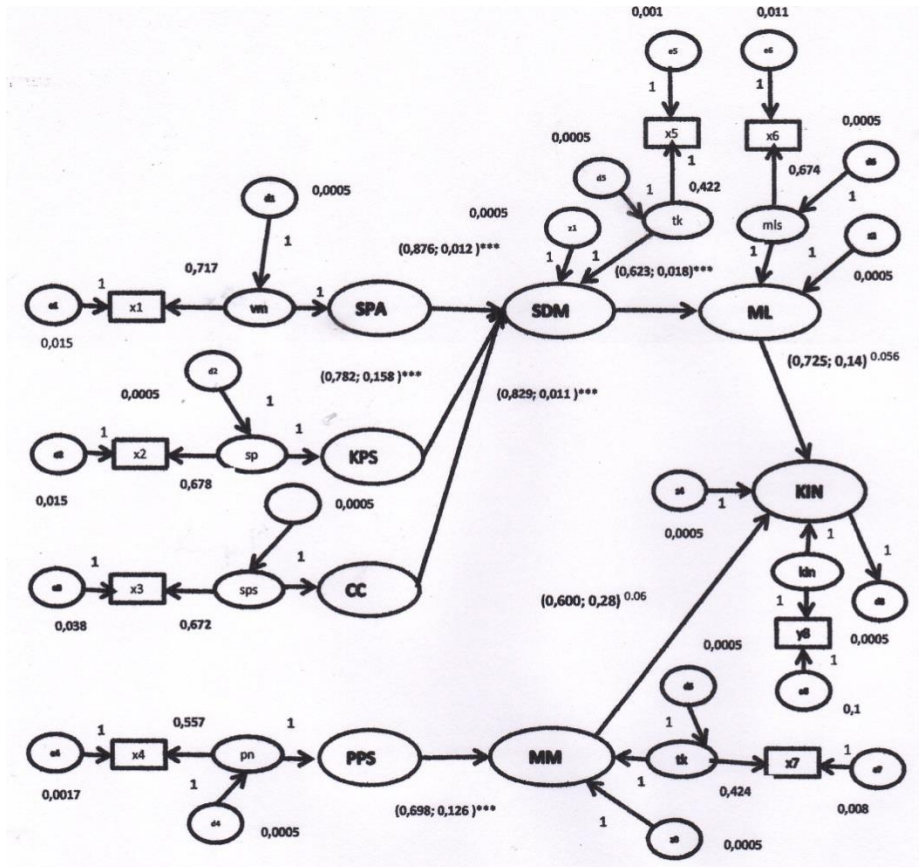 0,001
0,011
e5
e6
1
1
x5
x6
0,0005
0,0005
1
d1
0,0005
d5
1
0,422
0,674
d6
1
0,0005
z1
tk
mls
1
1
(0,876; 0,012)***
1
1
(0,623; 0,018)***
1
1
0,0005
0,717
1
e1
x1
vm
1
SPA
SDM
ML
0,015
d2
(0,782; 0,158)***
(0,829; 0,011)***
(0,725; 0,14) 0.056
0,0005
1
1
x2
sp
1
KPS
0,015
0,678
z4
1
KIN
0,0005
0,0005
1
1
1
e3
x3
sps
1
CC
kin
1
0,038
0,672
(0,600; 0,28) 0.06
y8
0,0005
0,0005
1
e8
0,1
d5
1
0,557
1
1
x4
pn
PPS
MM
tk
x7
1
e7
0,0017
1
d4
0,0005
(0,698; 0,126)***
1
0,424
0,008
1
0,0005